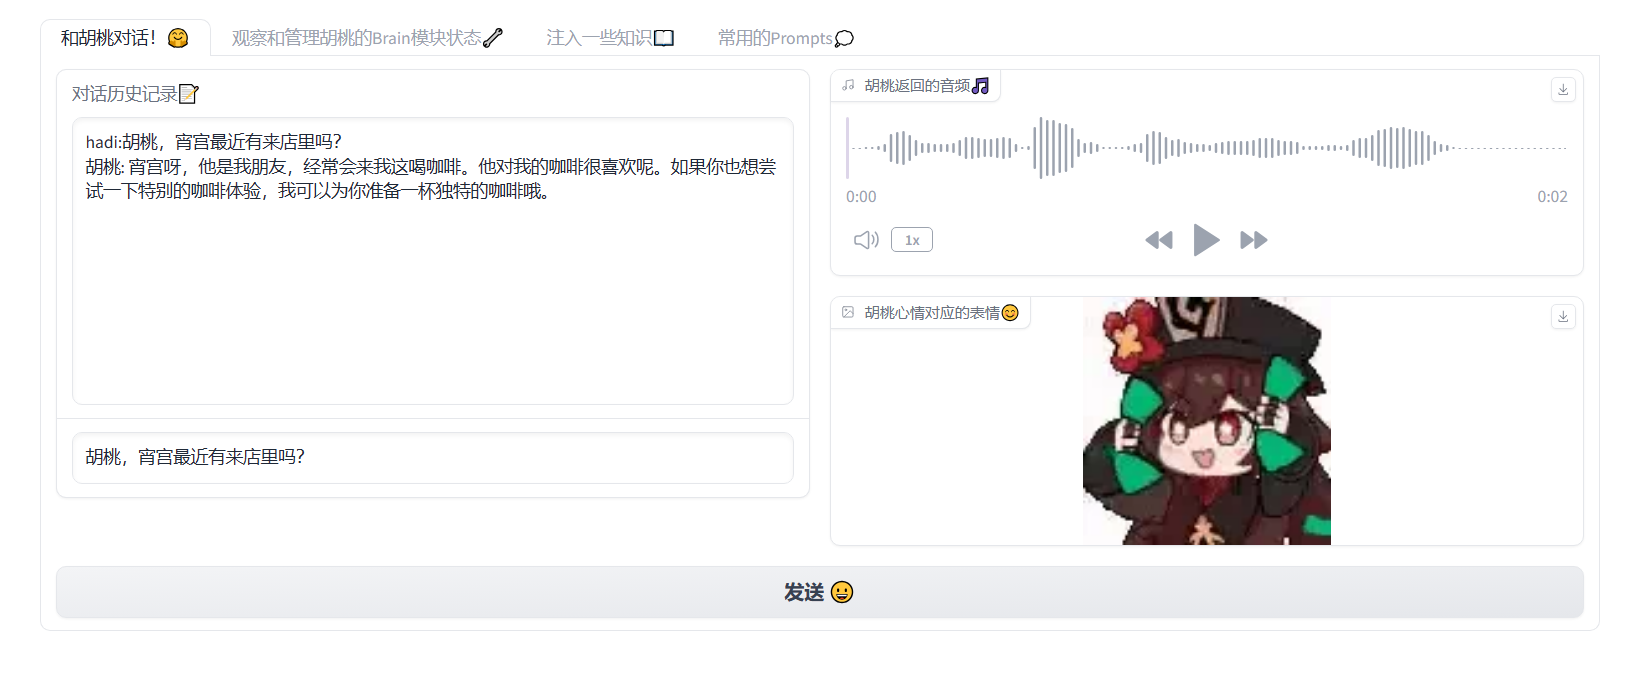 和胡桃对话！🤗 观察和管理胡桃的Brain模块状态🔧 注入一些知识📖 常用的Prompts💭
对话历史记录📝
hadi:胡桃，宵宫最近有来店里吗？
胡桃: 宵宫呀，他是我朋友，经常会来我这喝咖啡。他对我的咖啡很喜欢呢。如果你也想尝
试一下特别的咖啡体验，我可以为你准备一杯独特的咖啡哦。
胡桃，宵宫最近有来店里吗？
胡桃返回的音频🎵
0:00 0:02
1x
胡桃心情对应的表情😊
发送 😀